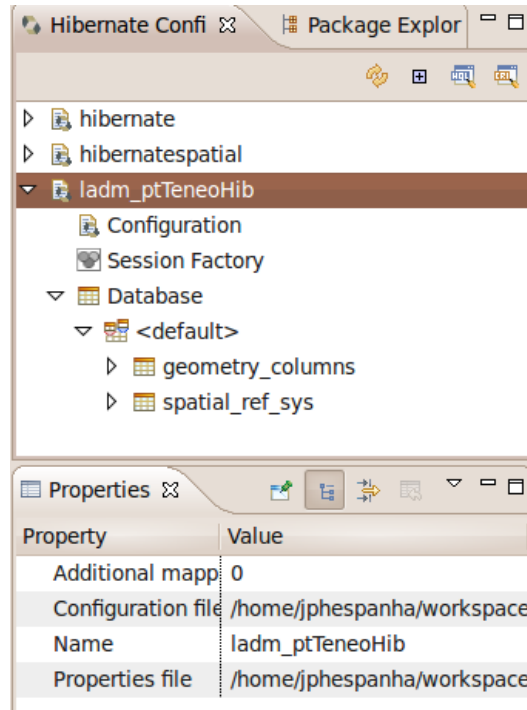 Hibernate Confi Package Explor
hibernate
hibernatespatial
ladm_ptTeneoHib
Configuration
Session Factory
Database
<default>
geometry_columns
spatial_ref_sys
Properties
Property Value
Additional mapp 0
Configuration file /home/jphespanha/workspace
Name ladm_ptTeneoHib
Properties file /home/jphespanha/workspace